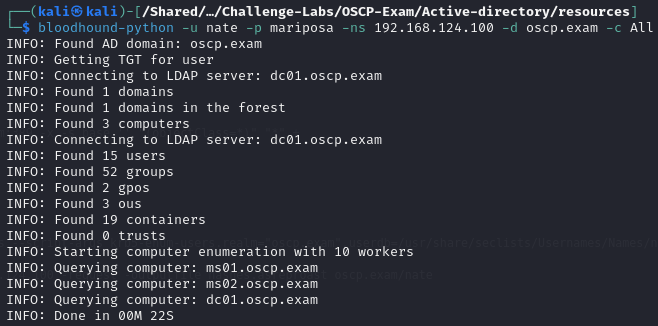 ┌──(kali㉿kali)-[/Shared/…/Challenge-Labs/OSCP-Exam/Active-directory/resources]
└─$ bloodhound-python -u nate -p mariposa -ns 192.168.124.100 -d oscp.exam -c All
INFO: Found AD domain: oscp.exam
INFO: Getting TGT for user
INFO: Connecting to LDAP server: dc01.oscp.exam
INFO: Found 1 domains
INFO: Found 1 domains in the forest
INFO: Found 3 computers
INFO: Connecting to LDAP server: dc01.oscp.exam
INFO: Found 15 users
INFO: Found 52 groups
INFO: Found 2 gpos
INFO: Found 3 ous
INFO: Found 19 containers
INFO: Found 0 trusts
INFO: Starting computer enumeration with 10 workers
INFO: Querying computer: ms01.oscp.exam
INFO: Querying computer: ms02.oscp.exam
INFO: Querying computer: dc01.oscp.exam
INFO: Done in 00M 22S